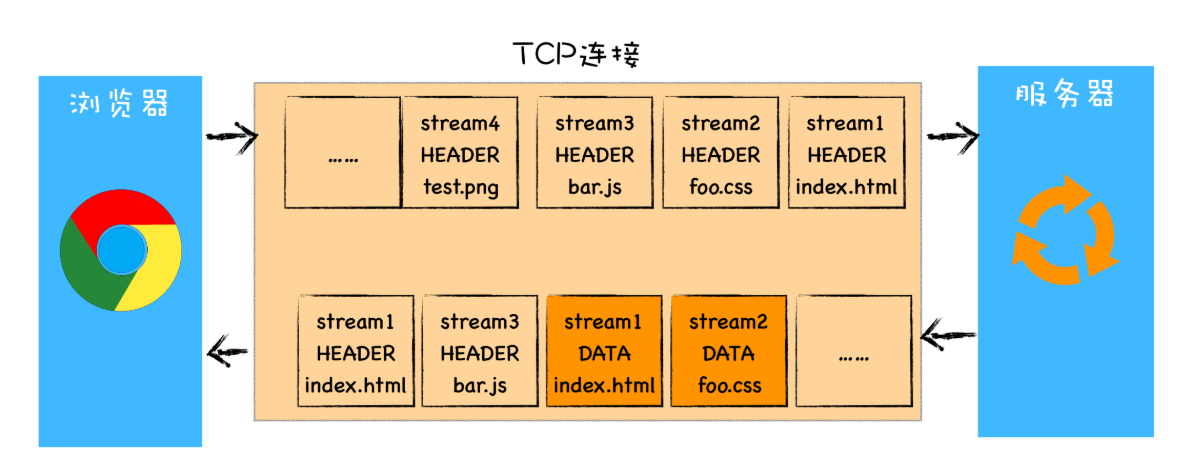 TCP连接
浏览器
服务器
……
stream4
HEADER
test.png
stream3
HEADER
bar.js
stream2
HEADER
foo.css
stream1
HEADER
index.html
stream1
HEADER
index.html
stream3
HEADER
bar.js
stream1
DATA
index.html
stream2
DATA
foo.css
……